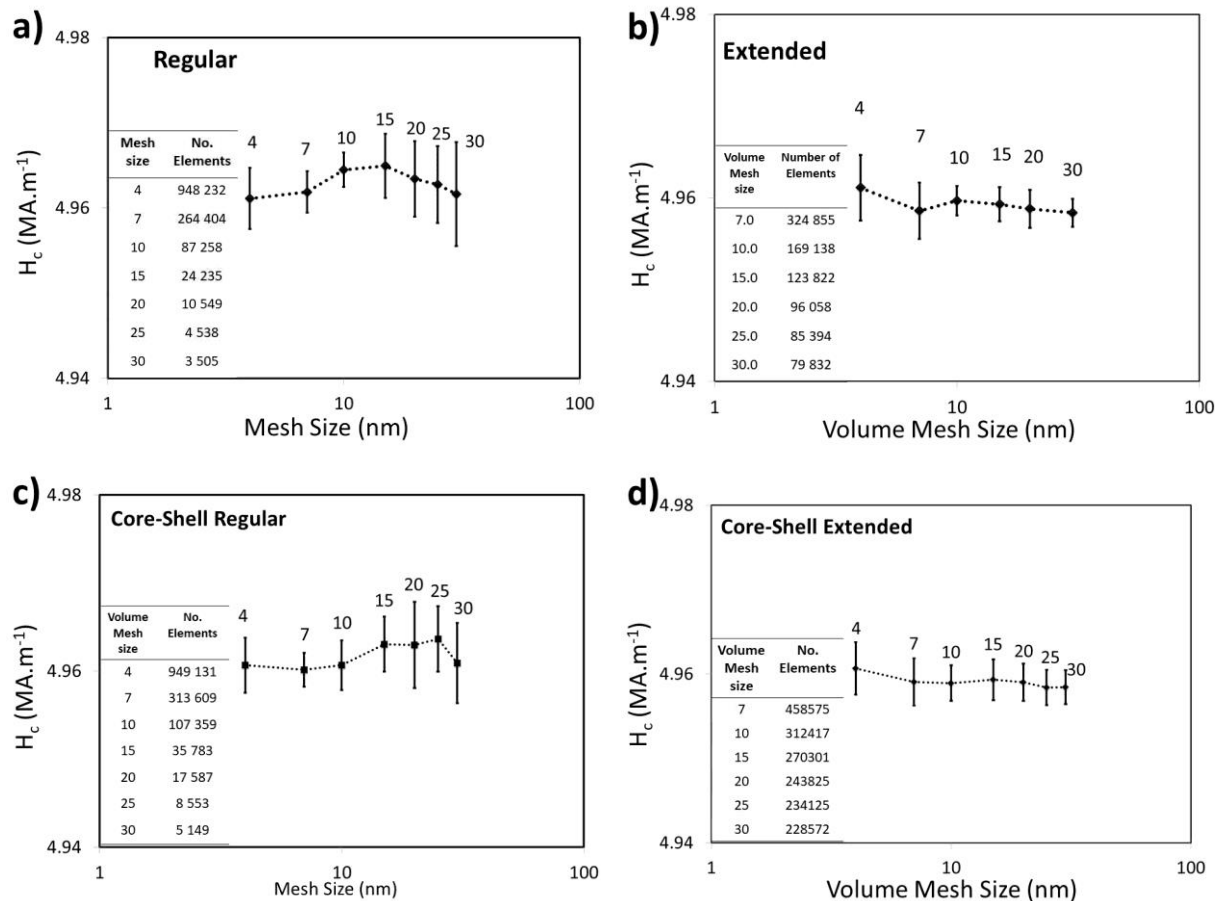 a)
4.98
Regular
4 7 10 15 20 25 30
Mesh size No. Elements
4 948 232
7 264 404
10 87 258
15 24 235
20 10 549
25 4 538
30 3 505
4.96
Hc (MA.m-1)
4.94
1 10 100
Mesh Size (nm)
b)
4.98
Extended
4 7 10 15 20 30
Volume Mesh size Number of Elements
7.0 324 855
10.0 169 138
15.0 123 822
20.0 96 058
25.0 85 394
30.0 79 832
4.96
Hc (MA.m-1)
4.94
1 10 100
Volume Mesh Size (nm)
c)
4.98
Core-Shell Regular
4 7 10 15 20 25 30
Volume Mesh size No. Elements
4 949 131
7 313 609
10 107 359
15 35 783
20 17 587
25 8 553
30 5 149
4.96
Hc (MA.m-1)
4.94
1 10 100
Mesh Size (nm)
d)
4.98
Core-Shell Extended
4 7 10 15 20 25 30
Volume Mesh size No. Elements
7 458575
10 312417
15 270301
20 243825
25 234125
30 228572
4.96
Hc (MA.m-1)
4.94
1 10 100
Volume Mesh Size (nm)